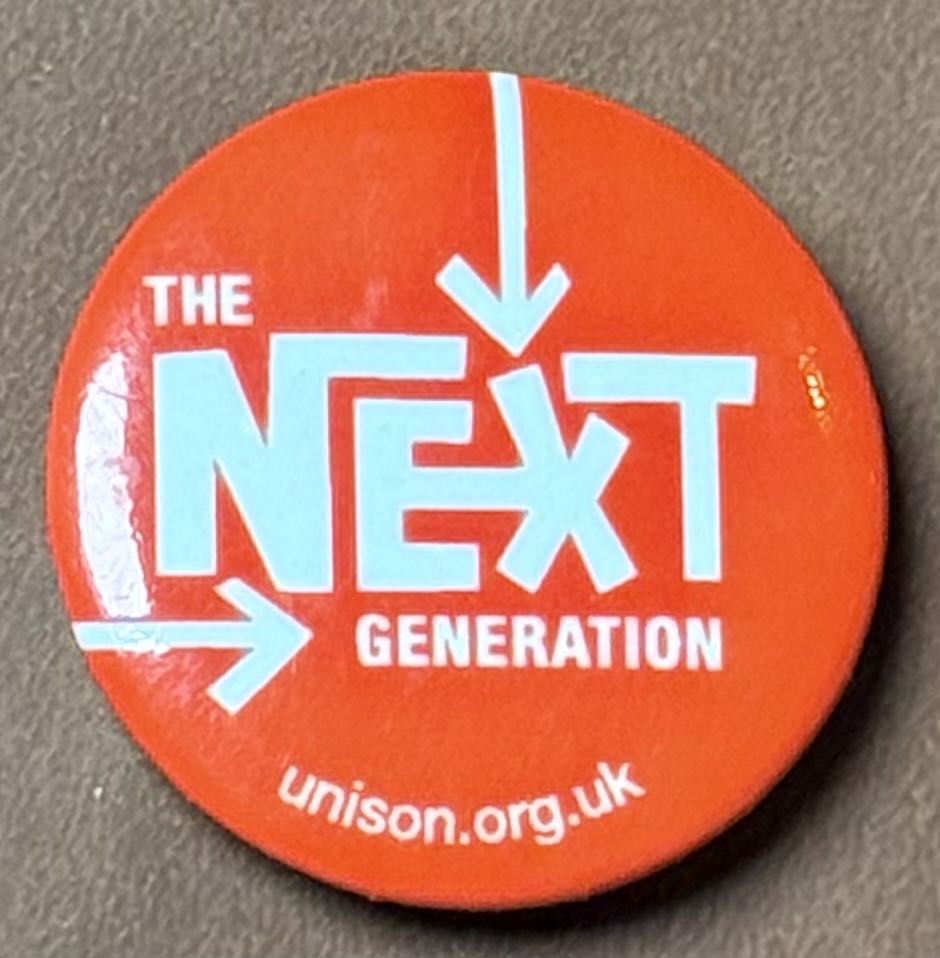 THE
NEXT
GENERATION
unison.org.uk